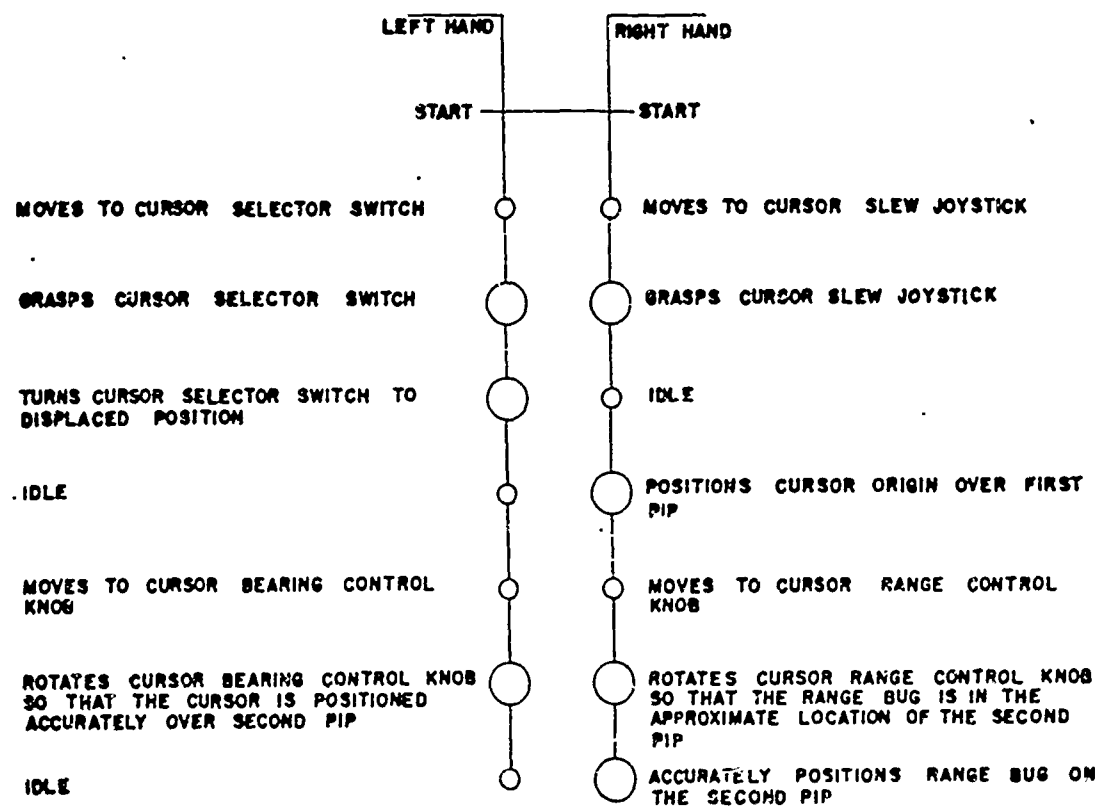 LEFT HAND
RIGHT HAND
START
START
MOVES TO CURSOR SELECTOR SWITCH
MOVES TO CURSOR SLEW JOYSTICK
GRASPS CURSOR SELECTOR SWITCH
GRASPS CURSOR SLEW JOYSTICK
TURNS CURSOR SELECTOR SWITCH TO
DISPLACED POSITION
IDLE
IDLE
POSITIONS CURSOR ORIGIN OVER FIRST
PIP
MOVES TO CURSOR BEARING CONTROL
KNOB
MOVES TO CURSOR RANGE CONTROL
KNOB
ROTATES CURSOR BEARING CONTROL KNOB
SO THAT THE CURSOR IS POSITIONED
ACCURATELY OVER SECOND PIP
ROTATES CURSOR RANGE CONTROL KNOB
SO THAT THE RANGE BUG IS IN THE
APPROXIMATE LOCATION OF THE SECOND
PIP
IDLE
ACCURATELY POSITIONS RANGE BUG ON
THE SECOND PIP